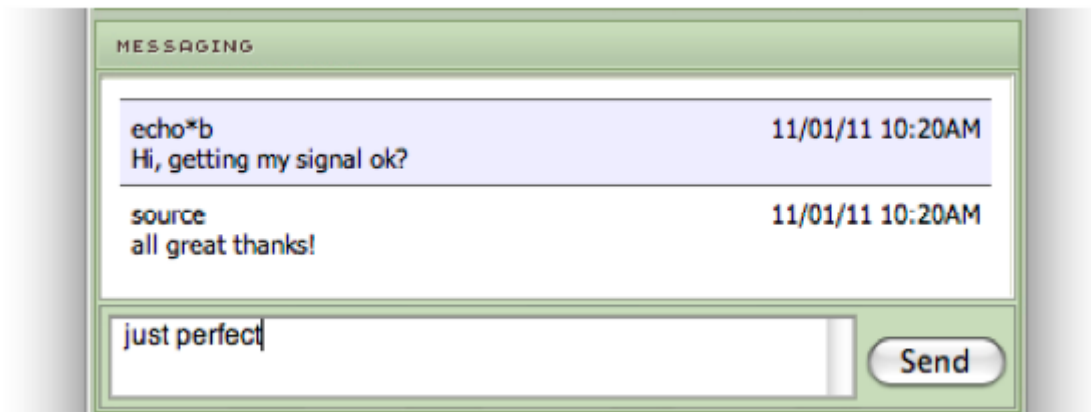 MESSAGING
echo*b 11/01/11 10:20AM
Hi, getting my signal ok?
source 11/01/11 10:20AM
all great thanks!
just perfect
Send